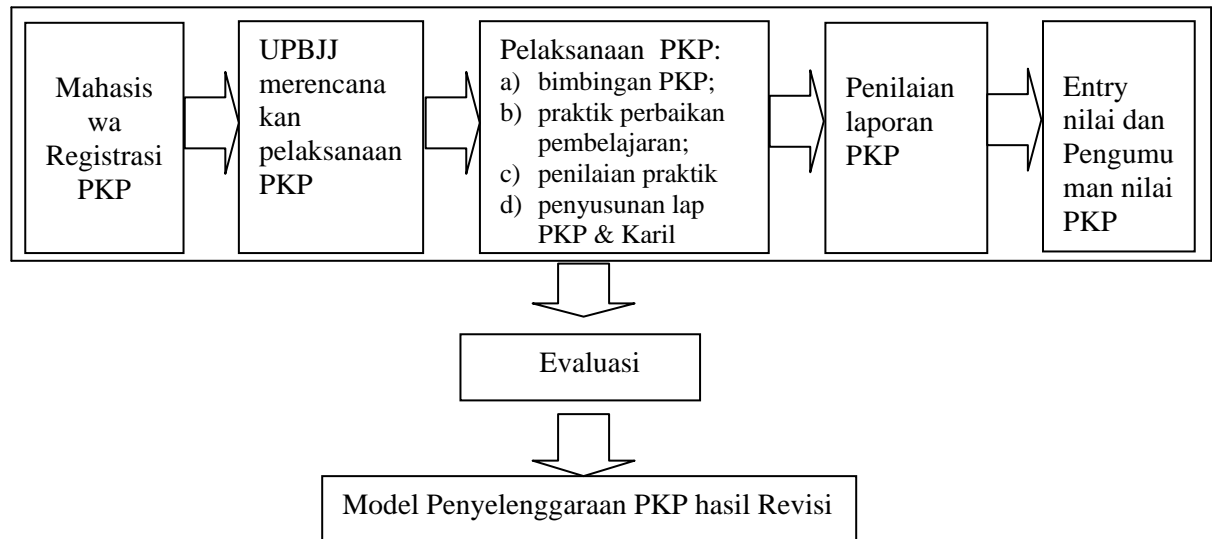 Mahasis
wa
Registrasi
PKP
UPBJJ
merencana
kan
pelaksanaan
PKP
Pelaksanaan PKP:
a) bimbingan PKP;
b) praktik perbaikan
pembelajaran;
c) penilaian praktik
d) penyusunan lap
PKP & Karil
Penilaian
laporan
PKP
Entry
nilai dan
Pengumu
man nilai
PKP
Evaluasi
Model Penyelenggaraan PKP hasil Revisi